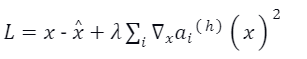 L = x - x̂ + λ∑ᵢ ∇ₓaᵢ⁽ʰ⁾(x)²